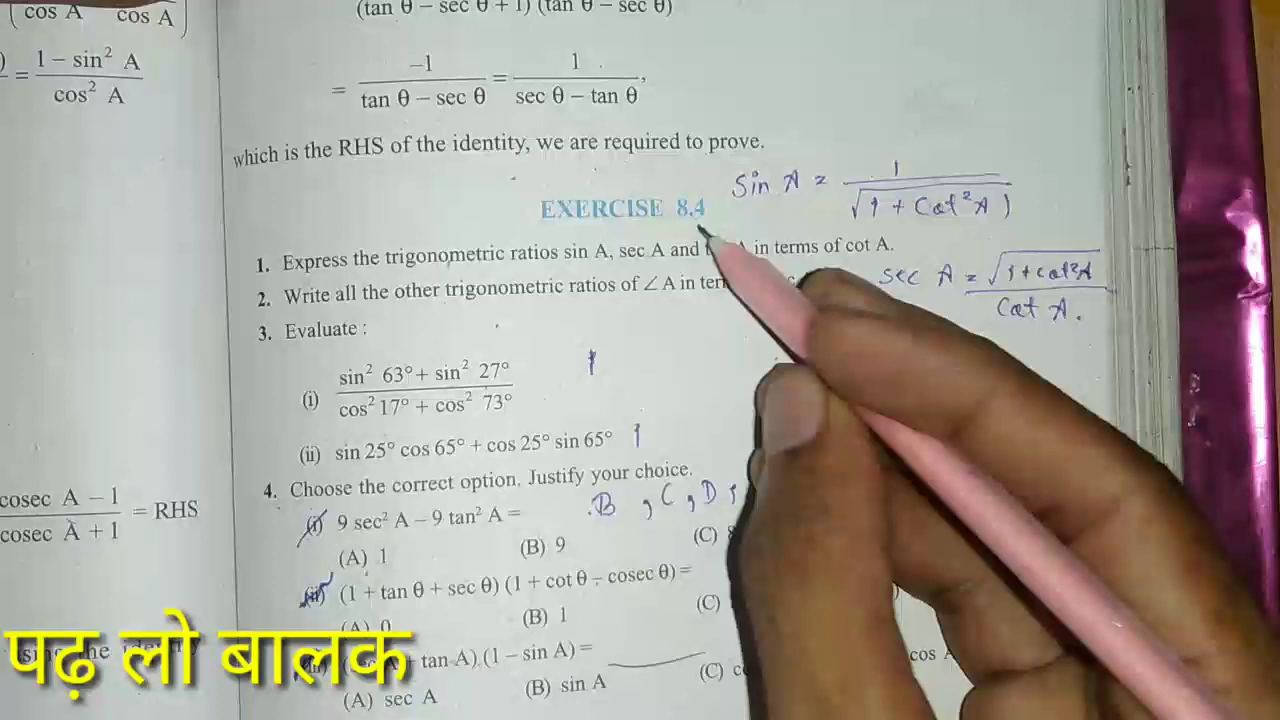 cos A cos A
= 1 – sin² A / cos² A
(tan θ – sec θ + 1) (tan θ – sec θ)
= –1 / tan θ – sec θ = 1 / sec θ – tan θ,
which is the RHS of the identity, we are required to prove.
EXERCISE 8.4
Sin A = 1 / √(1 + Cot²A)
1. Express the trigonometric ratios sin A, sec A and A in terms of cot A.
sec A = √1+cot²A / Cot A.
2. Write all the other trigonometric ratios of ∠A in
3. Evaluate :
(i) sin² 63° + sin² 27° / cos² 17° + cos² 73° 1
(ii) sin 25° cos 65° + cos 25° sin 65° 1
4. Choose the correct option. Justify your choice.
B, C, D,
(i) 9 sec² A – 9 tan² A =
(A) 1 (B) 9 (C)
(ii) (1 + tan θ + sec θ) (1 + cot θ – cosec θ) =
(A) 0 (B) 1 (C)
+ tan A) (1 – sin A) =
(A) sec A (B) sin A (C) cos A
cosec A – 1 / cosec A + 1 = RHS
पढ़ लो बालक